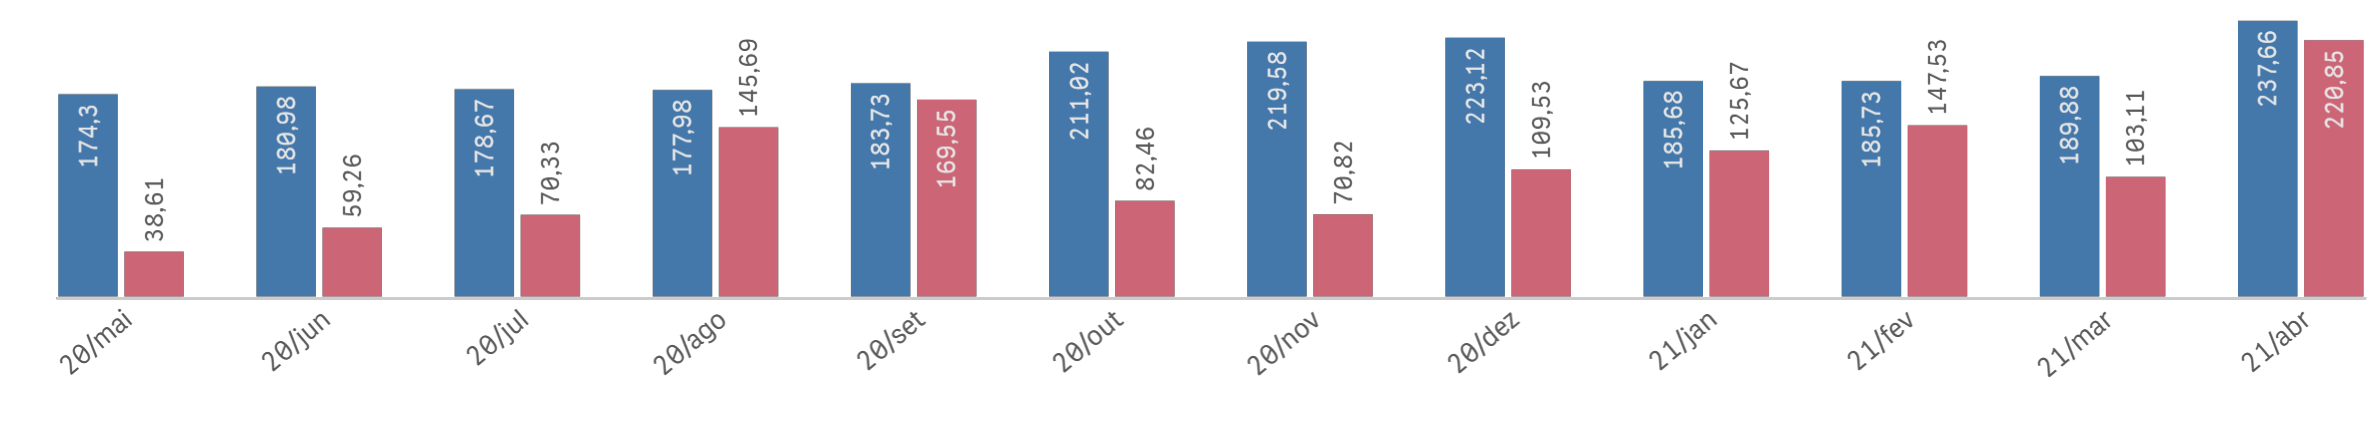 174,3
38,61
180,98
59,26
178,67
70,33
177,98
145,69
183,73
169,55
211,02
82,46
219,58
70,82
223,12
109,53
185,68
125,67
185,73
147,53
189,88
103,11
237,66
220,85
20/mai
20/jun
20/jul
20/ago
20/set
20/out
20/nov
20/dez
21/jan
21/fev
21/mar
21/abr